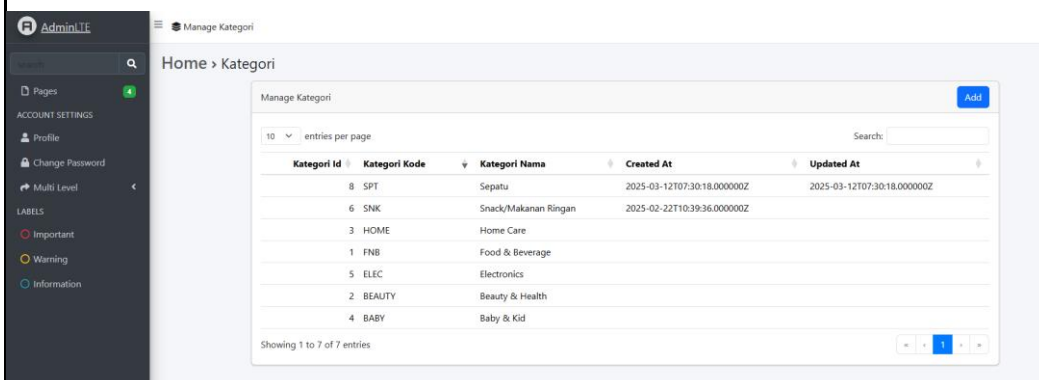 AdminLTE
Manage Kategori
search
Pages 4
ACCOUNT SETTINGS
Profile
Change Password
Multi Level
LABELS
Important
Warning
Information
Home › Kategori
Manage Kategori Add
10 entries per page Search:
Kategori Id Kategori Kode Kategori Nama Created At Updated At
8 SPT Sepatu 2025-03-12T07:30:18.000000Z 2025-03-12T07:30:18.000000Z
6 SNK Snack/Makanan Ringan 2025-02-22T10:39:36.000000Z
3 HOME Home Care
1 FNB Food & Beverage
5 ELEC Electronics
2 BEAUTY Beauty & Health
4 BABY Baby & Kid
Showing 1 to 7 of 7 entries « ‹ 1 › »